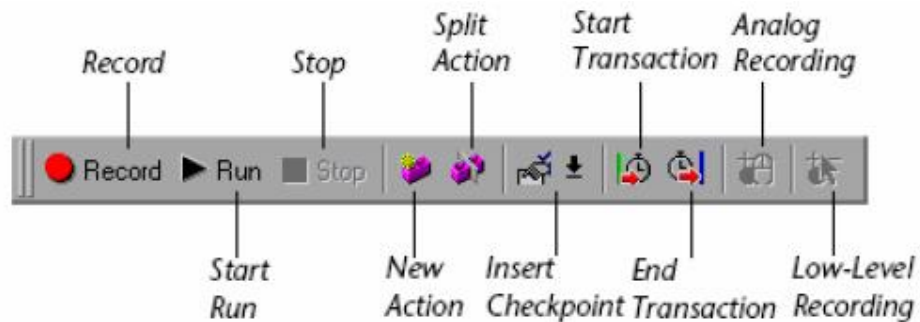 Record
Stop
Split
Action
Start
Transaction
Analog
Recording
Record Run Stop
Start
Run
New
Action
Insert
Checkpoint
End
Transaction
Low-Level
Recording